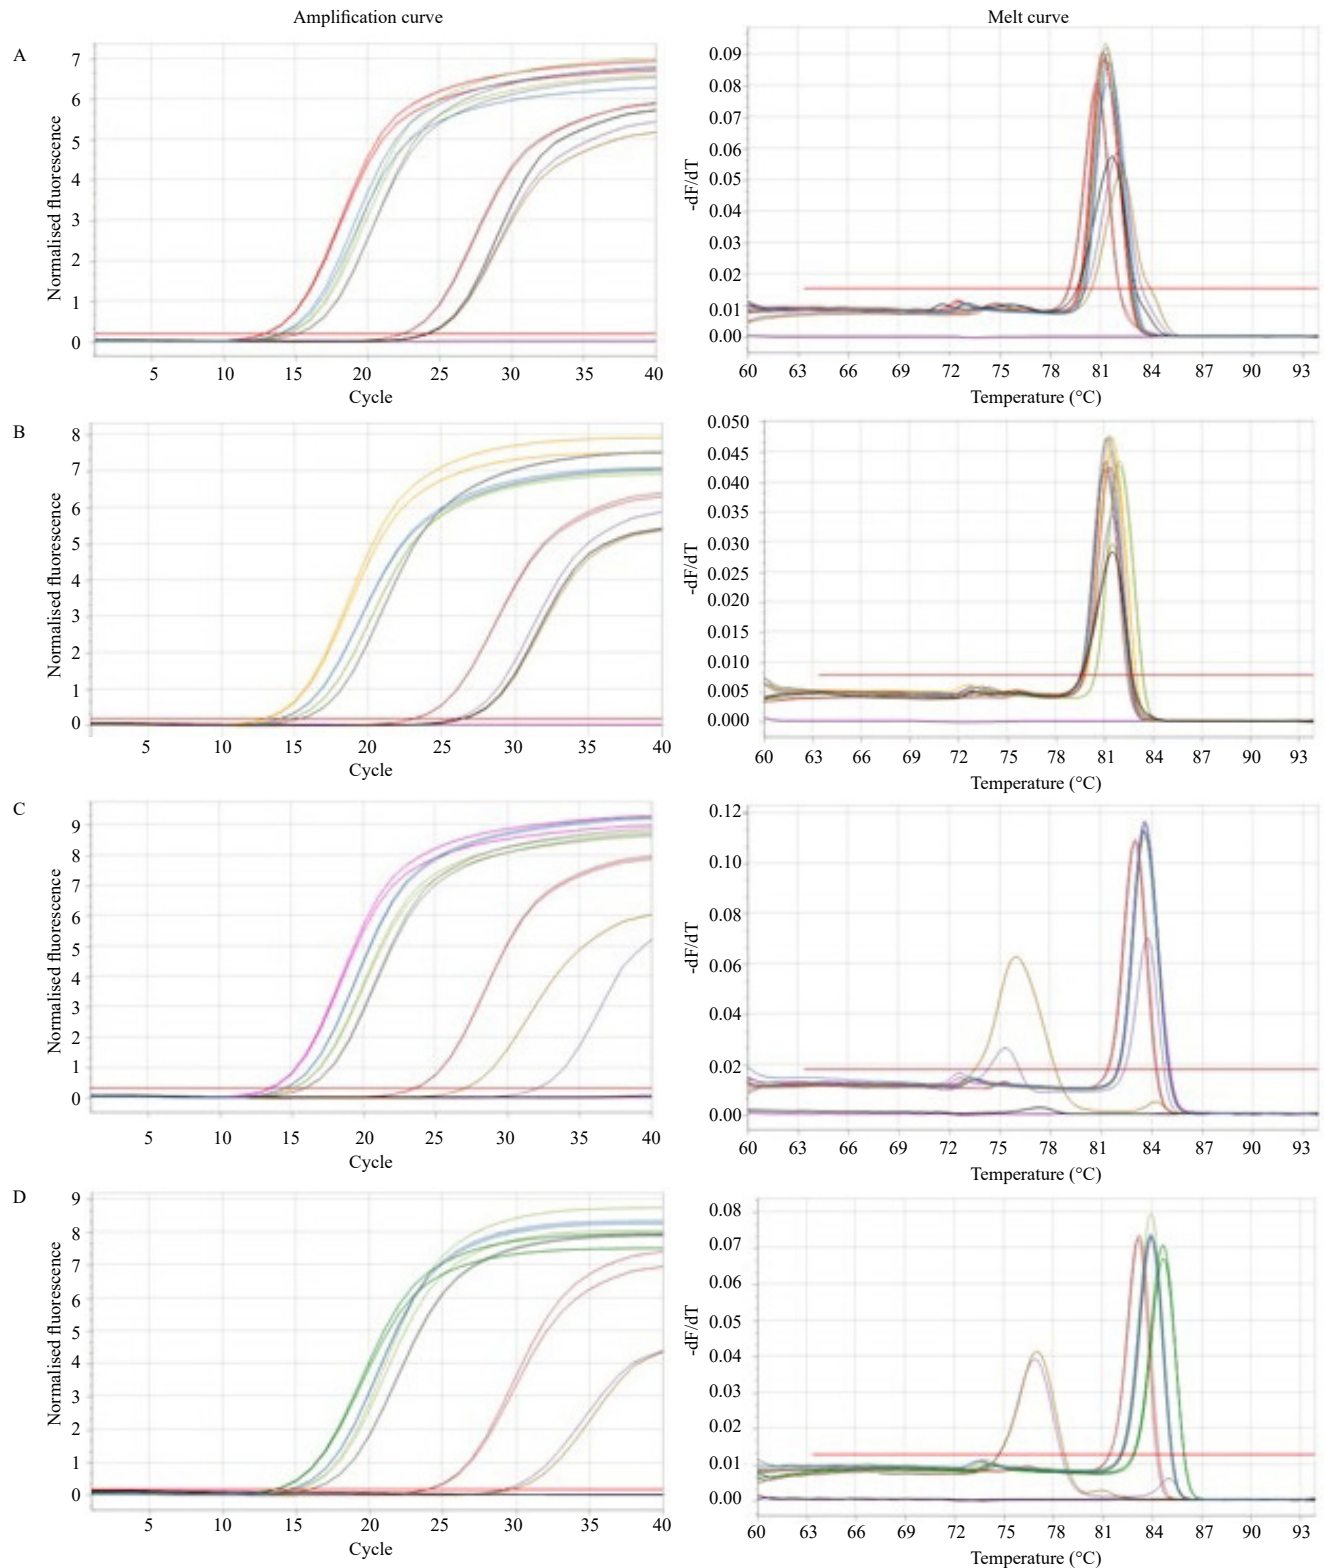 Amplification curve
Melt curve
A
Normalised fluorescence
7
6
5
4
3
2
1
0
5 10 15 20 25 30 35 40
Cycle
-dF/dT
0.09
0.08
0.07
0.06
0.05
0.04
0.03
0.02
0.01
0.00
60 63 66 69 72 75 78 81 84 87 90 93
Temperature (°C)
B
Normalised fluorescence
8
7
6
5
4
3
2
1
0
5 10 15 20 25 30 35 40
Cycle
-dF/dT
0.050
0.045
0.040
0.035
0.030
0.025
0.020
0.015
0.010
0.005
0.000
60 63 66 69 72 75 78 81 84 87 90 93
Temperature (°C)
C
Normalised fluorescence
9
8
7
6
5
4
3
2
1
0
5 10 15 20 25 30 35 40
Cycle
-dF/dT
0.12
0.10
0.08
0.06
0.04
0.02
0.00
60 63 66 69 72 75 78 81 84 87 90 93
Temperature (°C)
D
Normalised fluorescence
9
8
7
6
5
4
3
2
1
0
5 10 15 20 25 30 35 40
Cycle
-dF/dT
0.08
0.07
0.06
0.05
0.04
0.03
0.02
0.01
0.00
60 63 66 69 72 75 78 81 84 87 90 93
Temperature (°C)